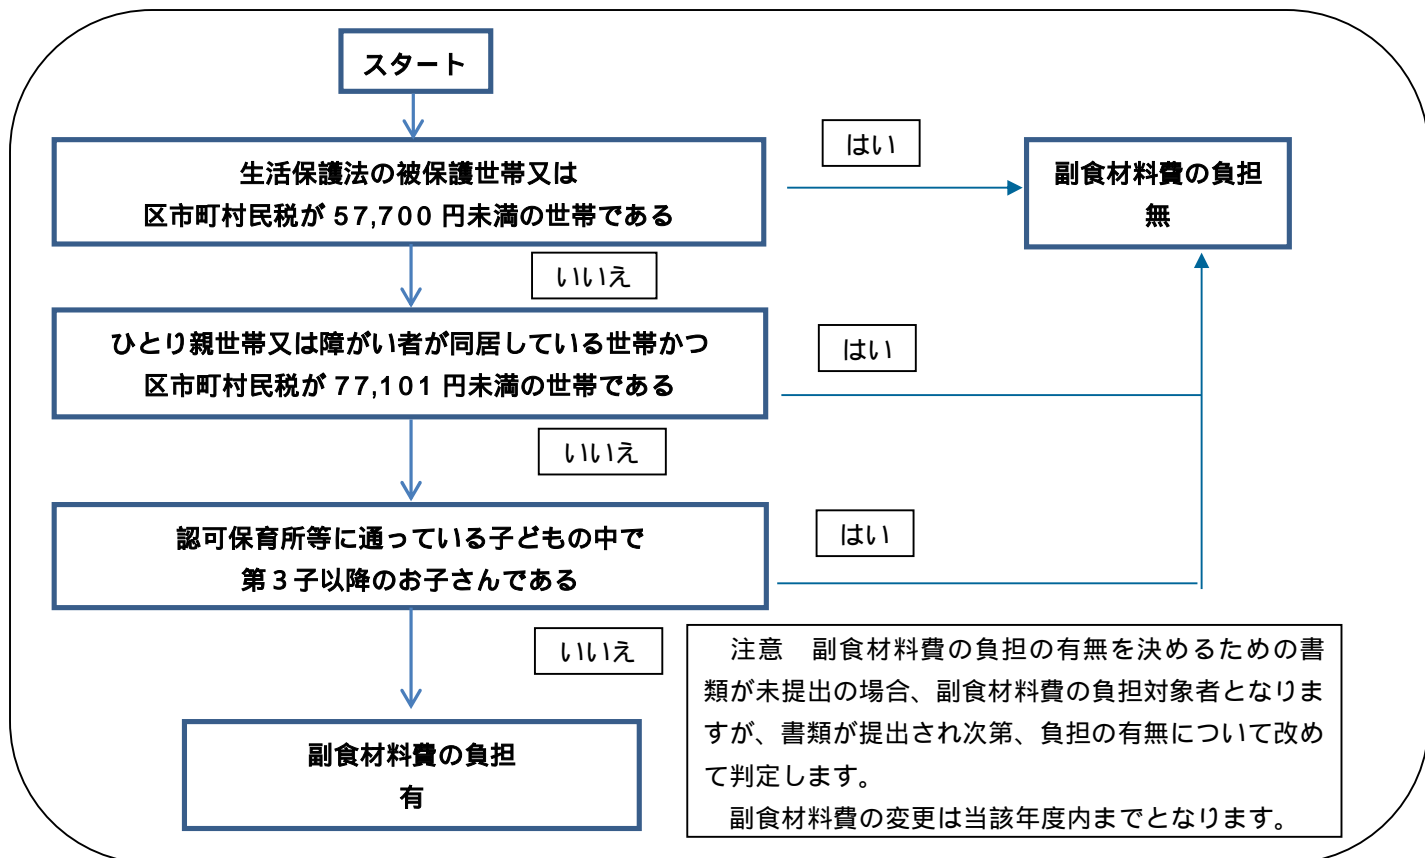 スタート
生活保護法の被保護世帯又は
区市町村民税が 57,700 円未満の世帯である
はい
副食材料費の負担
無
いいえ
ひとり親世帯又は障がい者が同居している世帯かつ
区市町村民税が 77,101 円未満の世帯である
はい
いいえ
認可保育所等に通っている子どもの中で
第３子以降のお子さんである
はい
いいえ
副食材料費の負担
有
注意　副食材料費の負担の有無を決めるための書
類が未提出の場合、副食材料費の負担対象者となりま
すが、書類が提出され次第、負担の有無について改め
て判定します。
副食材料費の変更は当該年度内までとなります。